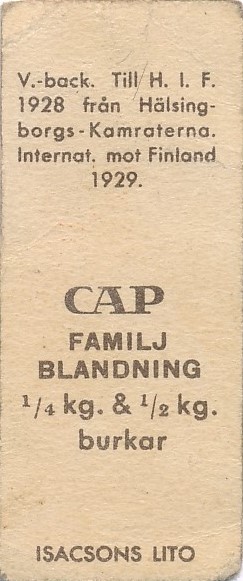 V.-back. Till H. I. F.
1928 från Hälsing-
borgs-Kamraterna.
Internat. mot Finland
1929.
CAP
FAMILJ
BLANDNING
1/4 kg. & 1/2 kg.
burkar
ISACSONS LITO